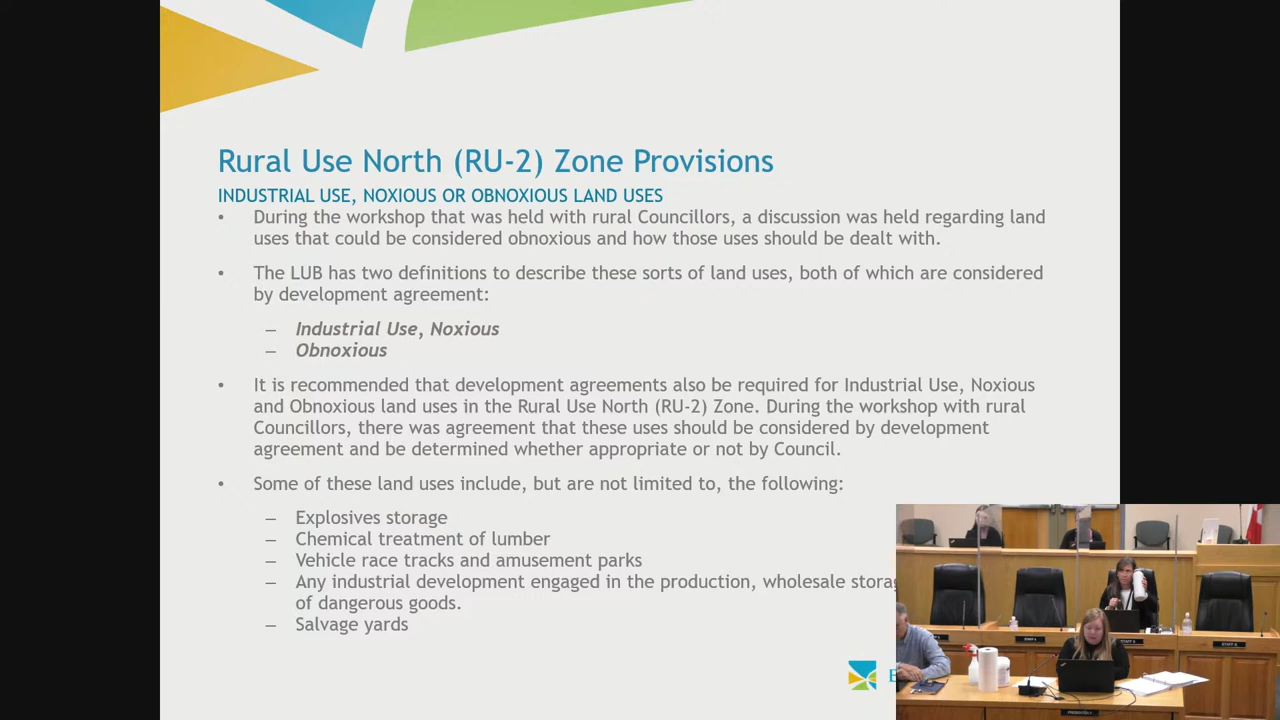 Rural Use North (RU-2) Zone Provisions
INDUSTRIAL USE, NOXIOUS OR OBNOXIOUS LAND USES
• During the workshop that was held with rural Councillors, a discussion was held regarding land
uses that could be considered obnoxious and how those uses should be dealt with.
• The LUB has two definitions to describe these sorts of land uses, both of which are considered
by development agreement:
– Industrial Use, Noxious
– Obnoxious
• It is recommended that development agreements also be required for Industrial Use, Noxious
and Obnoxious land uses in the Rural Use North (RU-2) Zone. During the workshop with rural
Councillors, there was agreement that these uses should be considered by development
agreement and be determined whether appropriate or not by Council.
• Some of these land uses include, but are not limited to, the following:
– Explosives storage
– Chemical treatment of lumber
– Vehicle race tracks and amusement parks
– Any industrial development engaged in the production, wholesale
of dangerous goods.
– Salvage yards